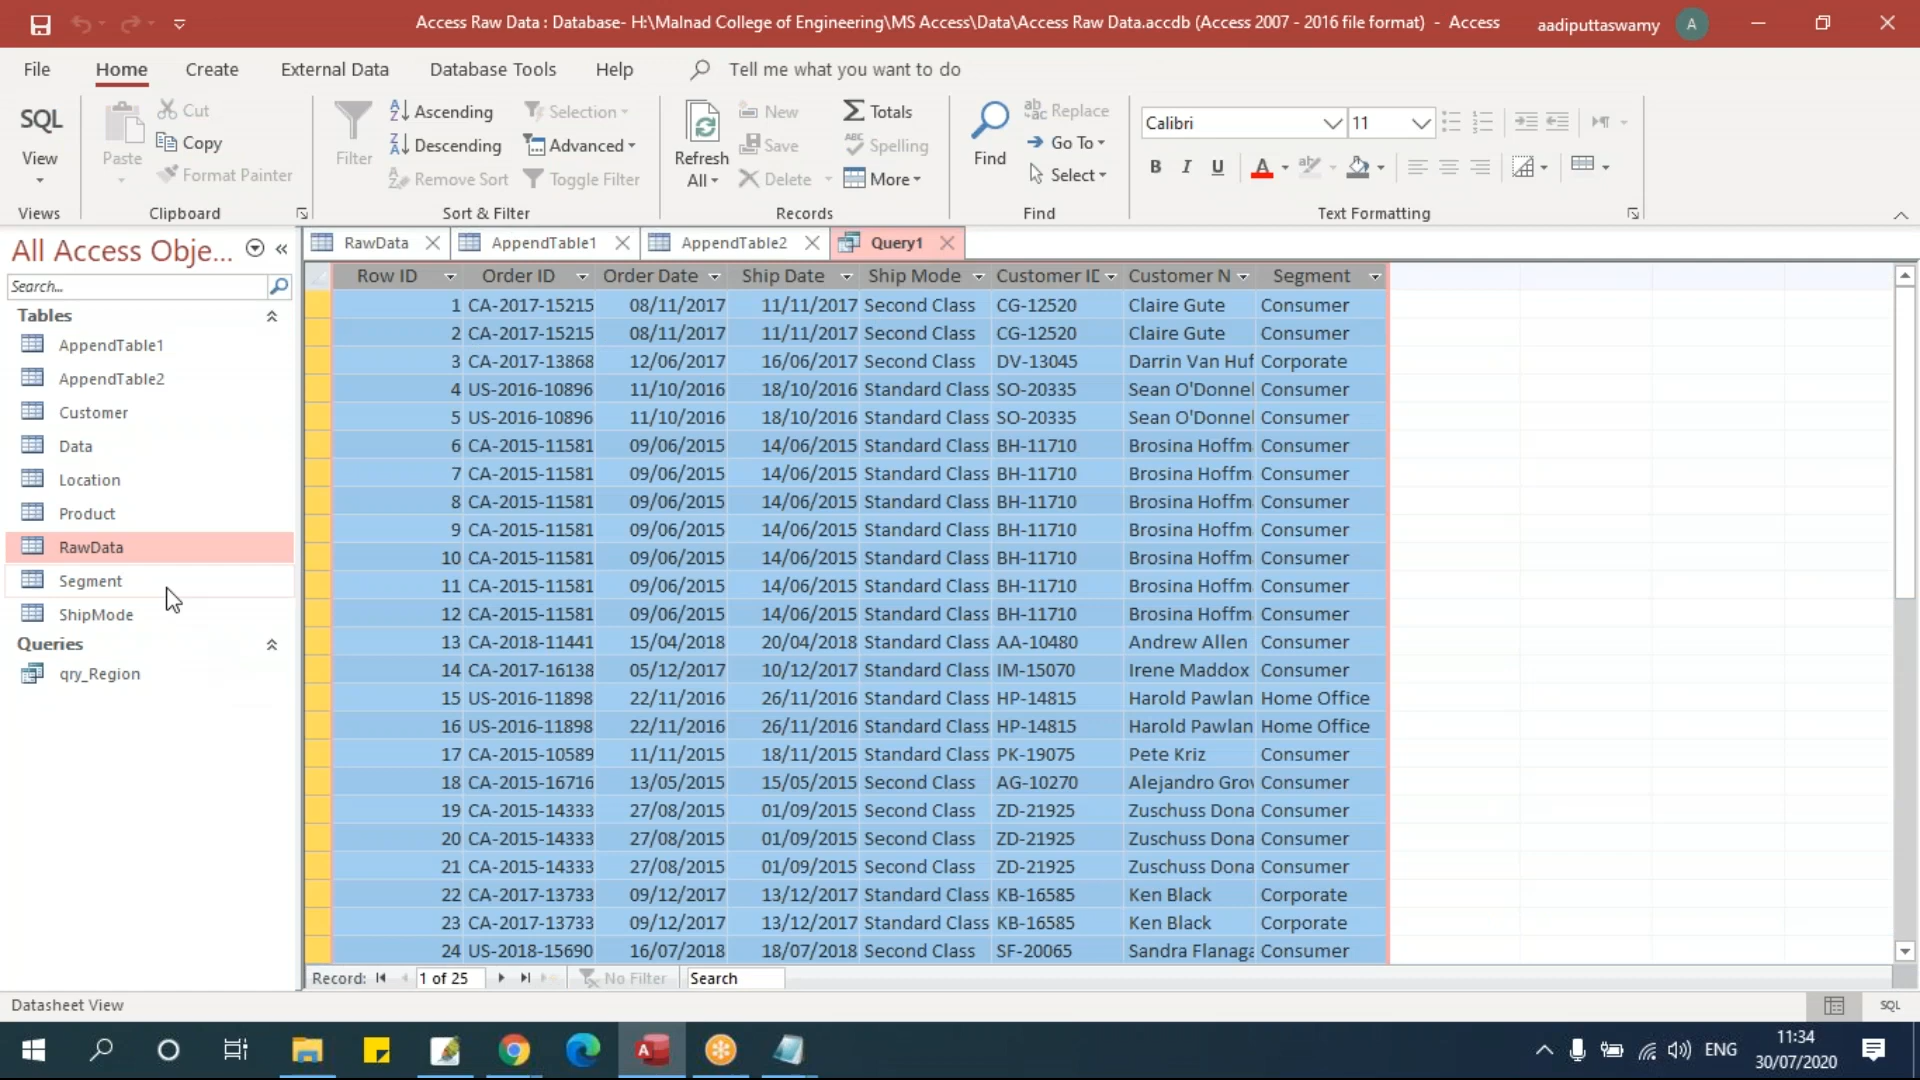 Access Raw Data : Database- H:\Malnad College of Engineering\MS Access\Data\Access Raw Data.accdb (Access 2007 - 2016 file format) - Access
aadiputtaswamy
A
File Home Create External Data Database Tools Help Tell me what you want to do
SQL
View
Views
Paste
Cut
Copy
Format Painter
Clipboard
Filter
Ascending
Descending
Remove Sort
Selection
Advanced
Toggle Filter
Sort & Filter
Refresh
All
New
Save
Delete
Totals
Spelling
More
Records
Find
Replace
Go To
Select
Find
Calibri 11
B I U A
Text Formatting
All Access Obje...
Search...
Tables
AppendTable1
AppendTable2
Customer
Data
Location
Product
RawData
Segment
ShipMode
Queries
qry_Region
RawData AppendTable1 AppendTable2 Query1
Row ID Order ID Order Date Ship Date Ship Mode Customer ID Customer N Segment
1 CA-2017-15215 08/11/2017 11/11/2017 Second Class CG-12520 Claire Gute Consumer
2 CA-2017-15215 08/11/2017 11/11/2017 Second Class CG-12520 Claire Gute Consumer
3 CA-2017-13868 12/06/2017 16/06/2017 Second Class DV-13045 Darrin Van Huf Corporate
4 US-2016-10896 11/10/2016 18/10/2016 Standard Class SO-20335 Sean O'Donnel Consumer
5 US-2016-10896 11/10/2016 18/10/2016 Standard Class SO-20335 Sean O'Donnel Consumer
6 CA-2015-11581 09/06/2015 14/06/2015 Standard Class BH-11710 Brosina Hoffm Consumer
7 CA-2015-11581 09/06/2015 14/06/2015 Standard Class BH-11710 Brosina Hoffm Consumer
8 CA-2015-11581 09/06/2015 14/06/2015 Standard Class BH-11710 Brosina Hoffm Consumer
9 CA-2015-11581 09/06/2015 14/06/2015 Standard Class BH-11710 Brosina Hoffm Consumer
10 CA-2015-11581 09/06/2015 14/06/2015 Standard Class BH-11710 Brosina Hoffm Consumer
11 CA-2015-11581 09/06/2015 14/06/2015 Standard Class BH-11710 Brosina Hoffm Consumer
12 CA-2015-11581 09/06/2015 14/06/2015 Standard Class BH-11710 Brosina Hoffm Consumer
13 CA-2018-11441 15/04/2018 20/04/2018 Standard Class AA-10480 Andrew Allen Consumer
14 CA-2017-16138 05/12/2017 10/12/2017 Standard Class IM-15070 Irene Maddox Consumer
15 US-2016-11898 22/11/2016 26/11/2016 Standard Class HP-14815 Harold Pawlan Home Office
16 US-2016-11898 22/11/2016 26/11/2016 Standard Class HP-14815 Harold Pawlan Home Office
17 CA-2015-10589 11/11/2015 18/11/2015 Standard Class PK-19075 Pete Kriz Consumer
18 CA-2015-16716 13/05/2015 15/05/2015 Second Class AG-10270 Alejandro Grov Consumer
19 CA-2015-14333 27/08/2015 01/09/2015 Second Class ZD-21925 Zuschuss Dona Consumer
20 CA-2015-14333 27/08/2015 01/09/2015 Second Class ZD-21925 Zuschuss Dona Consumer
21 CA-2015-14333 27/08/2015 01/09/2015 Second Class ZD-21925 Zuschuss Dona Consumer
22 CA-2017-13733 09/12/2017 13/12/2017 Standard Class KB-16585 Ken Black Corporate
23 CA-2017-13733 09/12/2017 13/12/2017 Standard Class KB-16585 Ken Black Corporate
24 US-2018-15690 16/07/2018 18/07/2018 Second Class SF-20065 Sandra Flanaga Consumer
Record: 1 of 25 No Filter Search
Datasheet View
SQL
ENG
11:34
30/07/2020